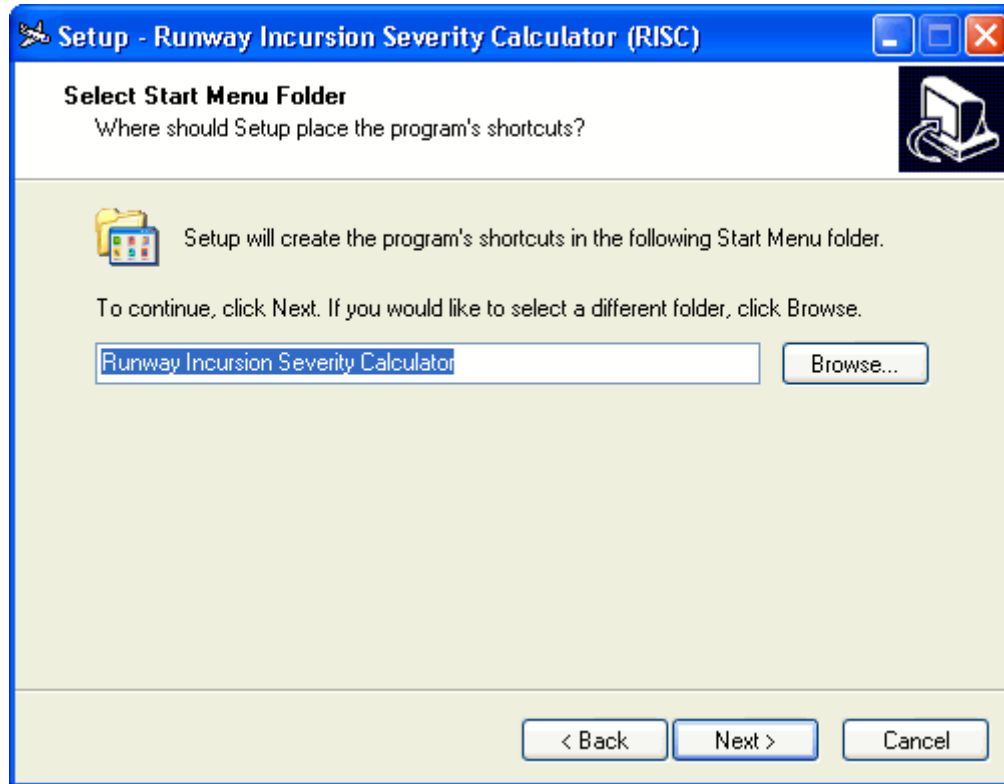 Setup - Runway Incursion Severity Calculator (RISC)
Select Start Menu Folder
Where should Setup place the program's shortcuts?
Setup will create the program's shortcuts in the following Start Menu folder.
To continue, click Next. If you would like to select a different folder, click Browse.
Runway Incursion Severity Calculator
Browse...
< Back
Next >
Cancel